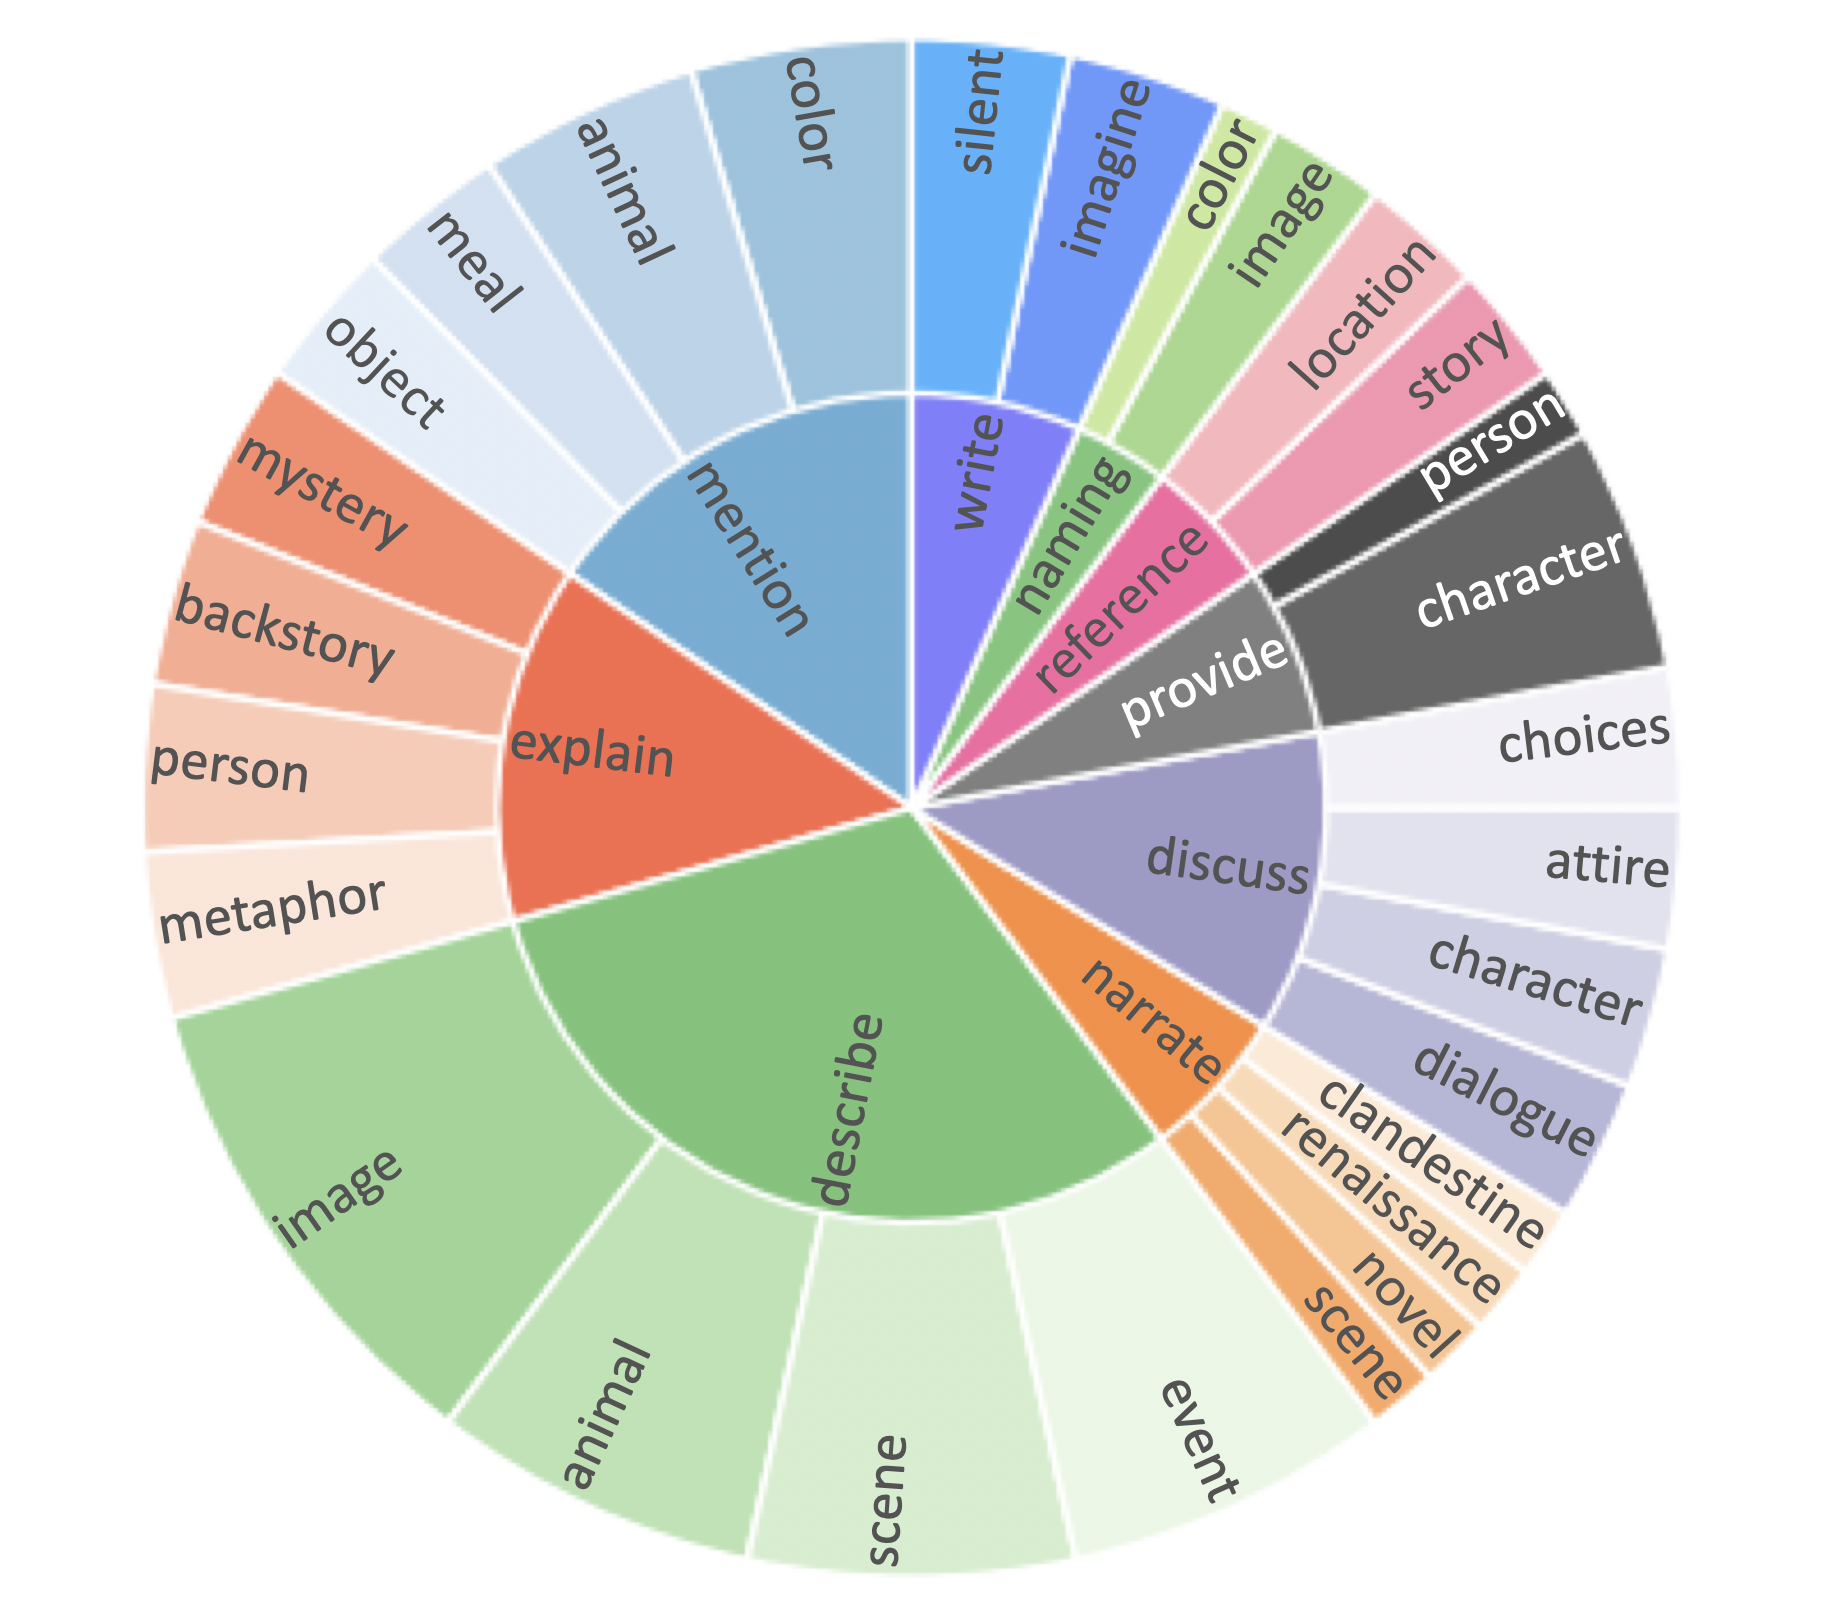 write
silent
imagine
naming
color
image
reference
location
story
provide
person
character
discuss
choices
attire
character
dialogue
narrate
clandestine
renaissance
novel
scene
describe
event
scene
animal
image
explain
metaphor
person
backstory
mystery
mention
object
meal
animal
color